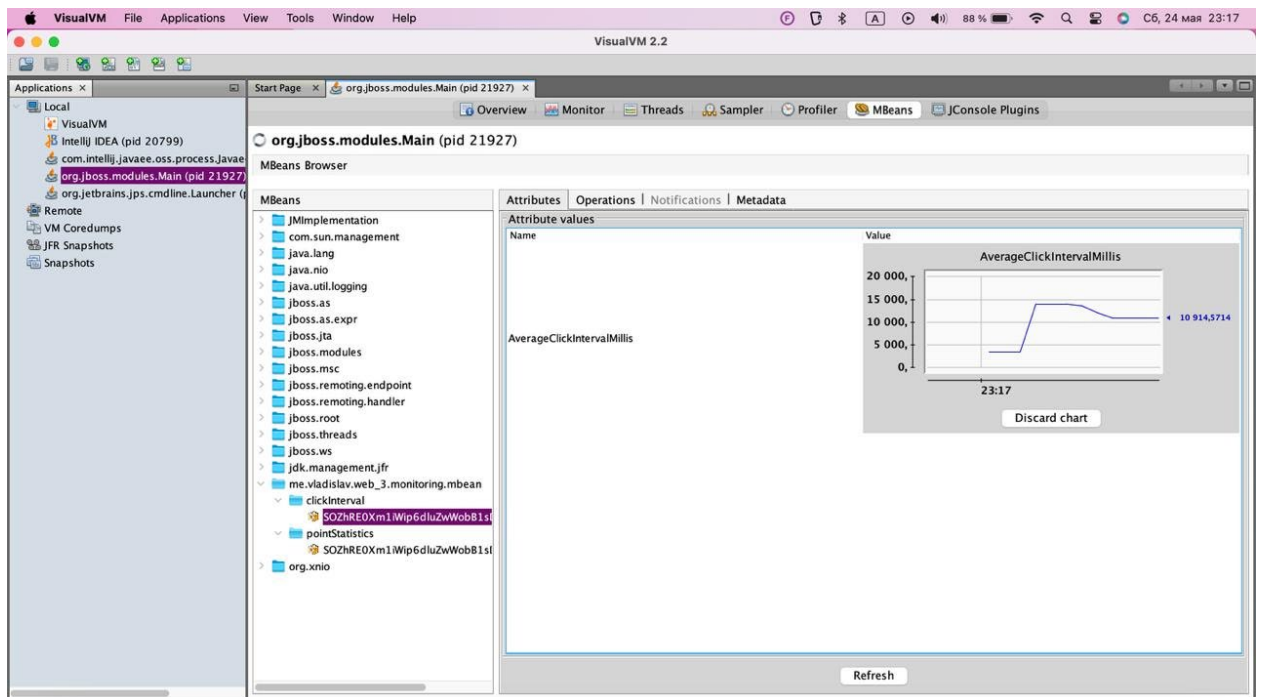 VisualVM File Applications View Tools Window Help 88 % Сб, 24 мая 23:17
VisualVM 2.2
Applications × Start Page × org.jboss.modules.Main (pid 21927) ×
Local
VisualVM
IntelliJ IDEA (pid 20799)
com.intellij.javaee.oss.process.Javae
org.jboss.modules.Main (pid 21927)
org.jetbrains.jps.cmdline.Launcher (
Remote
VM Coredumps
JFR Snapshots
Snapshots
Overview Monitor Threads Sampler Profiler MBeans JConsole Plugins
org.jboss.modules.Main (pid 21927)
MBeans Browser
MBeans
JMImplementation
com.sun.management
java.lang
java.nio
java.util.logging
jboss.as
jboss.as.expr
jboss.jta
jboss.modules
jboss.msc
jboss.remoting.endpoint
jboss.remoting.handler
jboss.root
jboss.threads
jboss.ws
jdk.management.jfr
me.vladislav.web_3.monitoring.mbean
clickInterval
pointStatistics
org.xnio
Attributes Operations Notifications Metadata
Attribute values
Name Value
AverageClickIntervalMillis
AverageClickIntervalMillis
20 000,
15 000,
10 000,
5 000,
0,
10 914,5714
23:17
Discard chart
Refresh